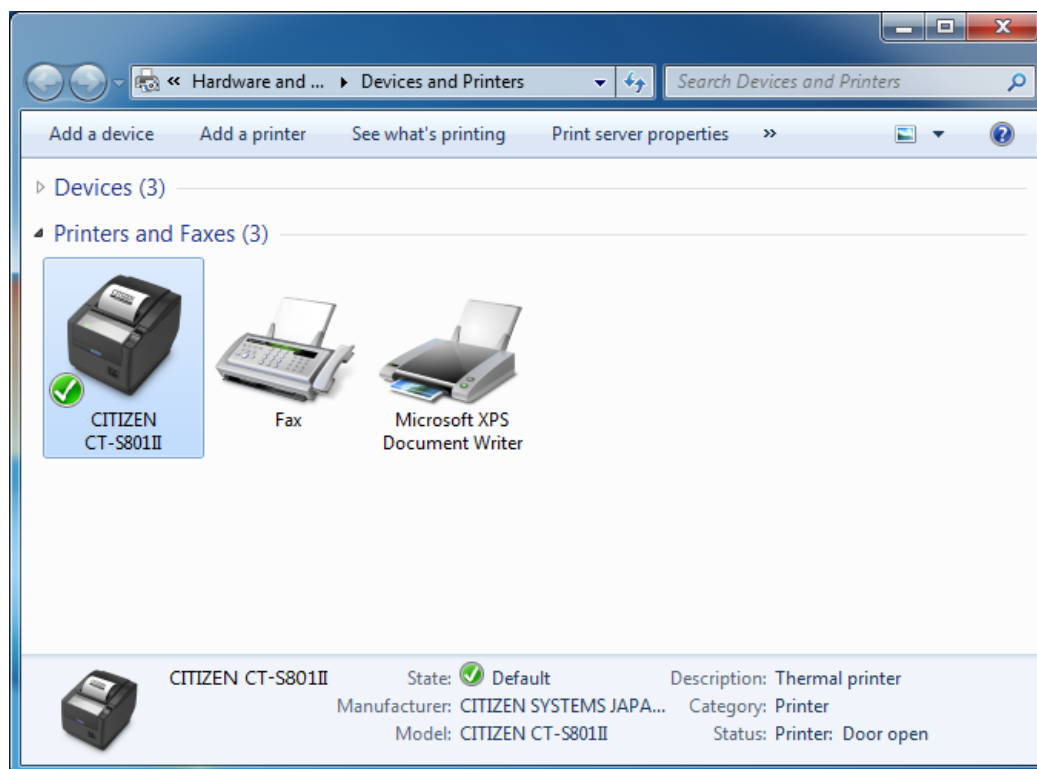 « Hardware and ... ▸ Devices and Printers
Search Devices and Printers
Add a device Add a printer See what's printing Print server properties »
Devices (3)
Printers and Faxes (3)
CITIZEN
CITIZEN
CT-S801II
Fax
Microsoft XPS
Document Writer
CITIZEN CT-S801II State: Default Description: Thermal printer
Manufacturer: CITIZEN SYSTEMS JAPA... Category: Printer
Model: CITIZEN CT-S801II Status: Printer: Door open